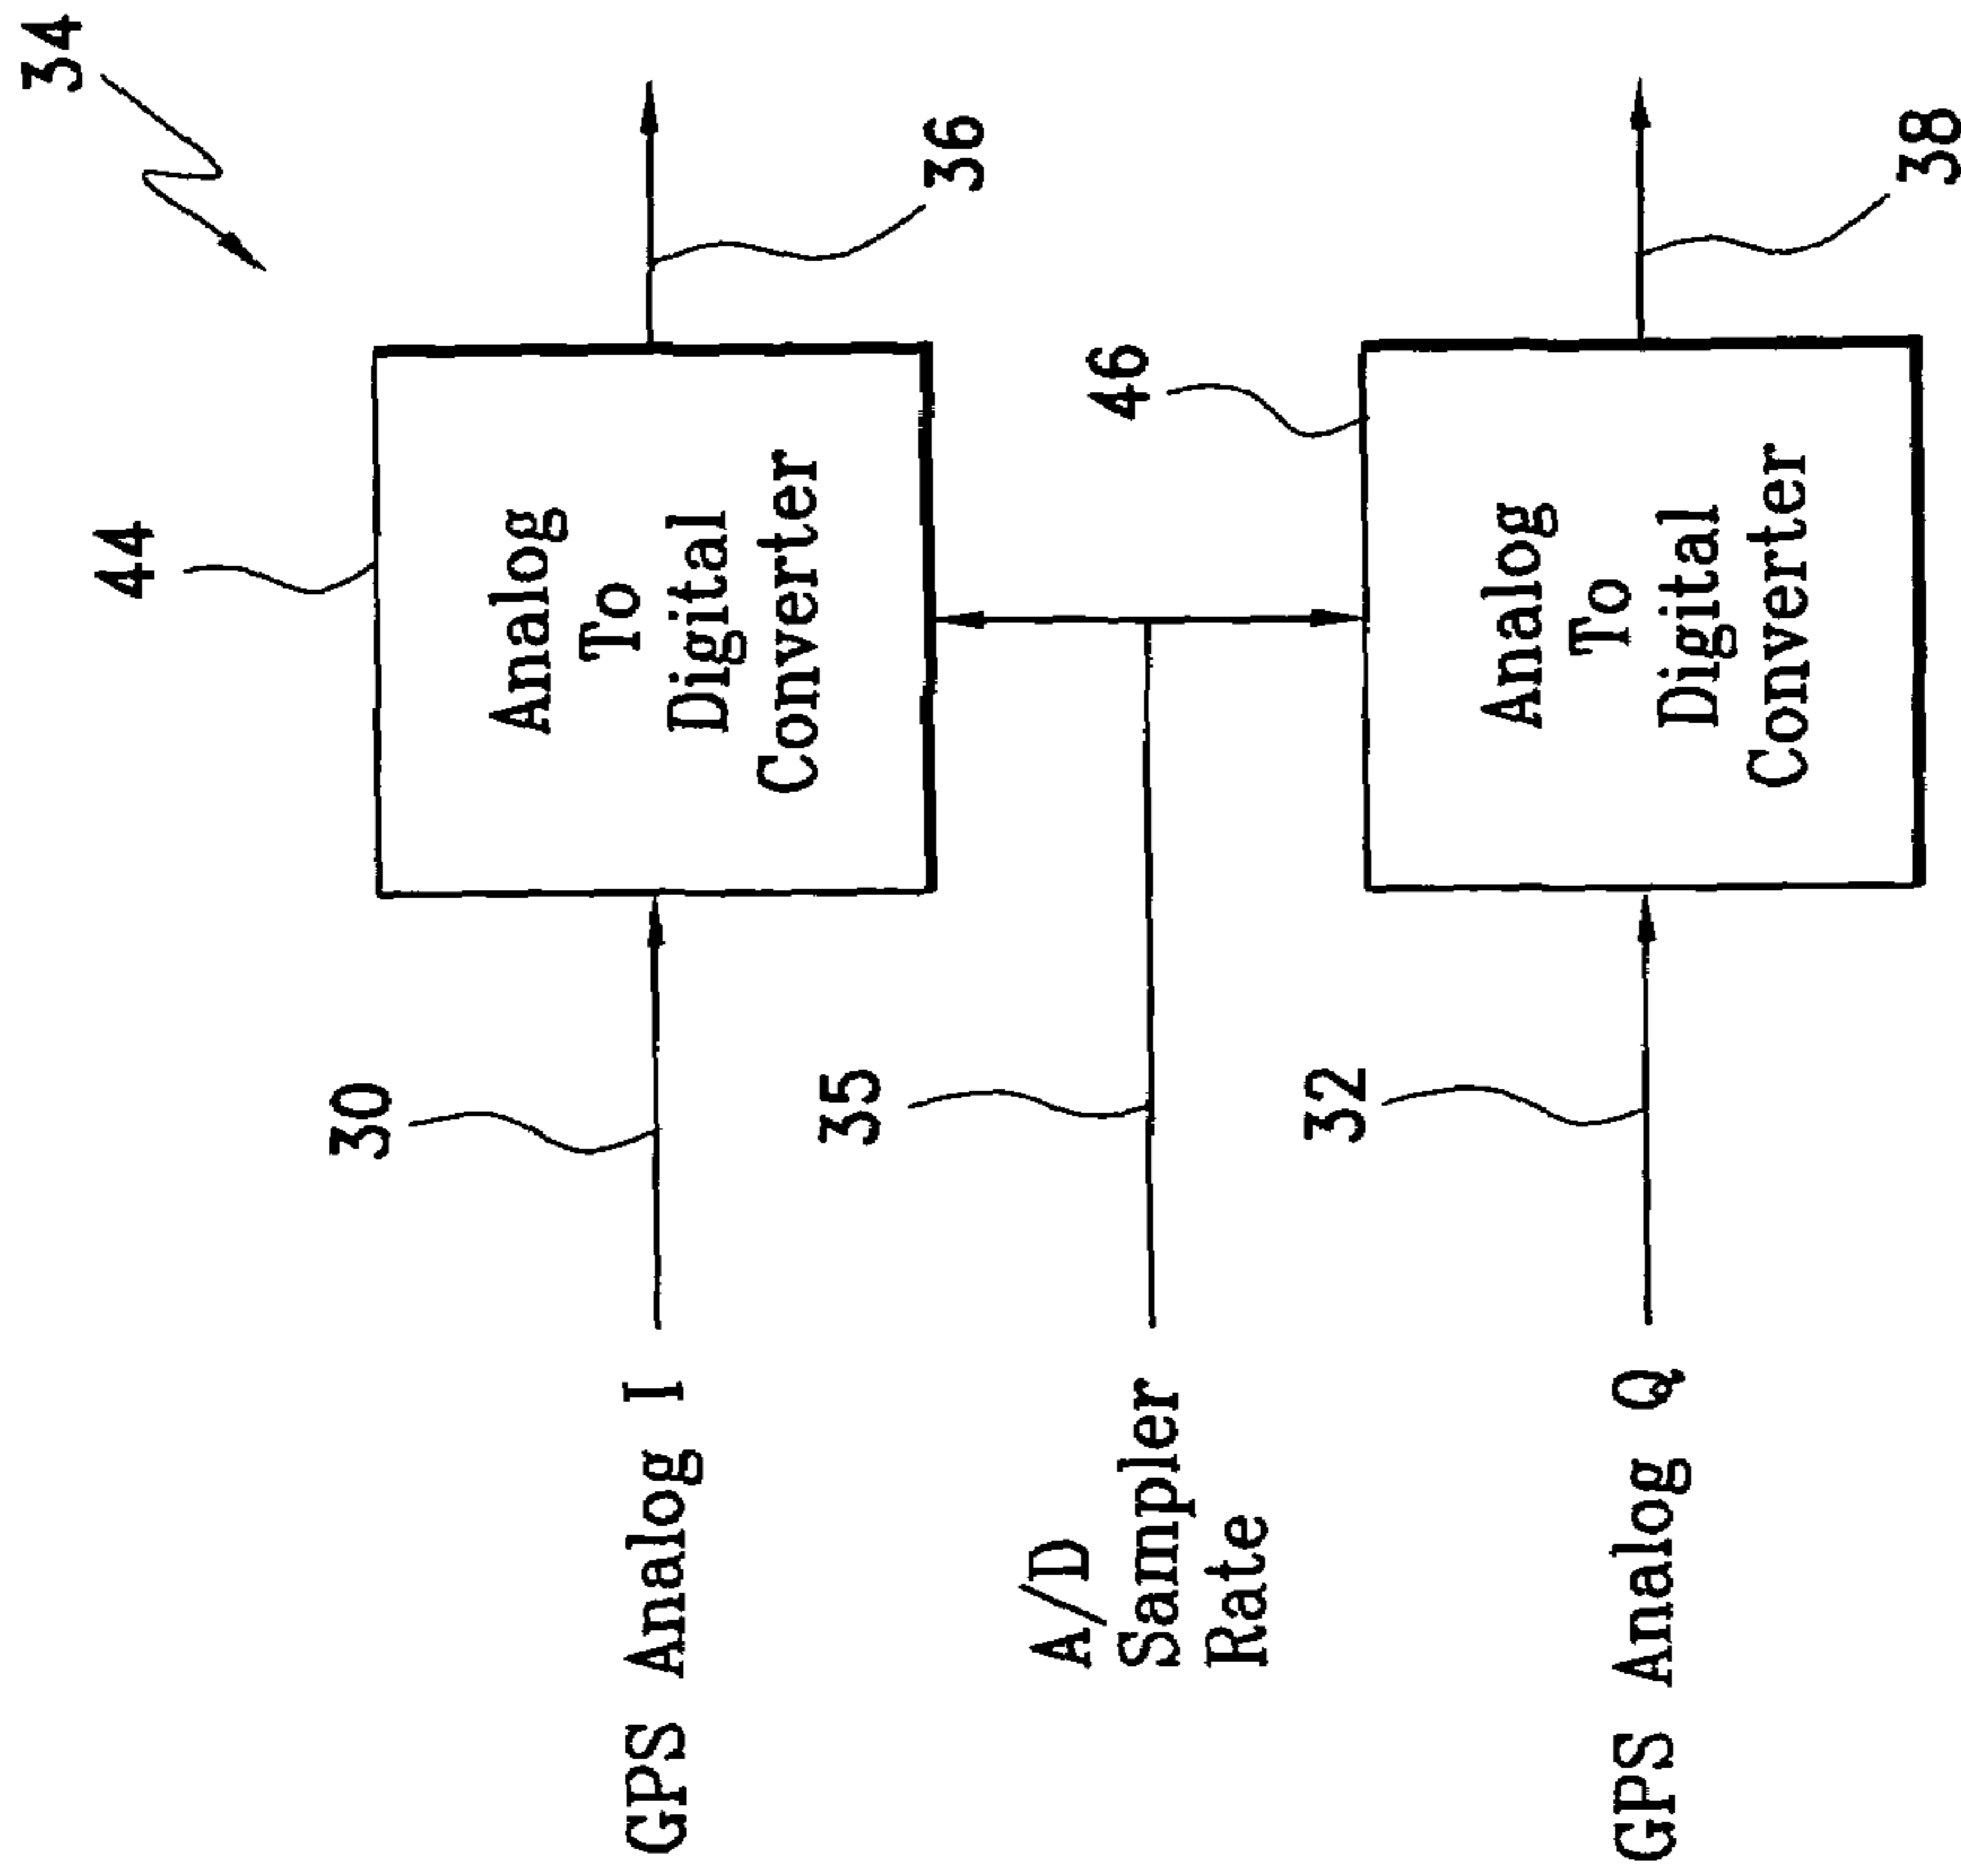 34
44
Analog
To
Digital
Converter
36
30
GPS Analog I
35
A/D
Sampler
Rate
46
Analog
To
Digital
Converter
38
32
GPS Analog Q